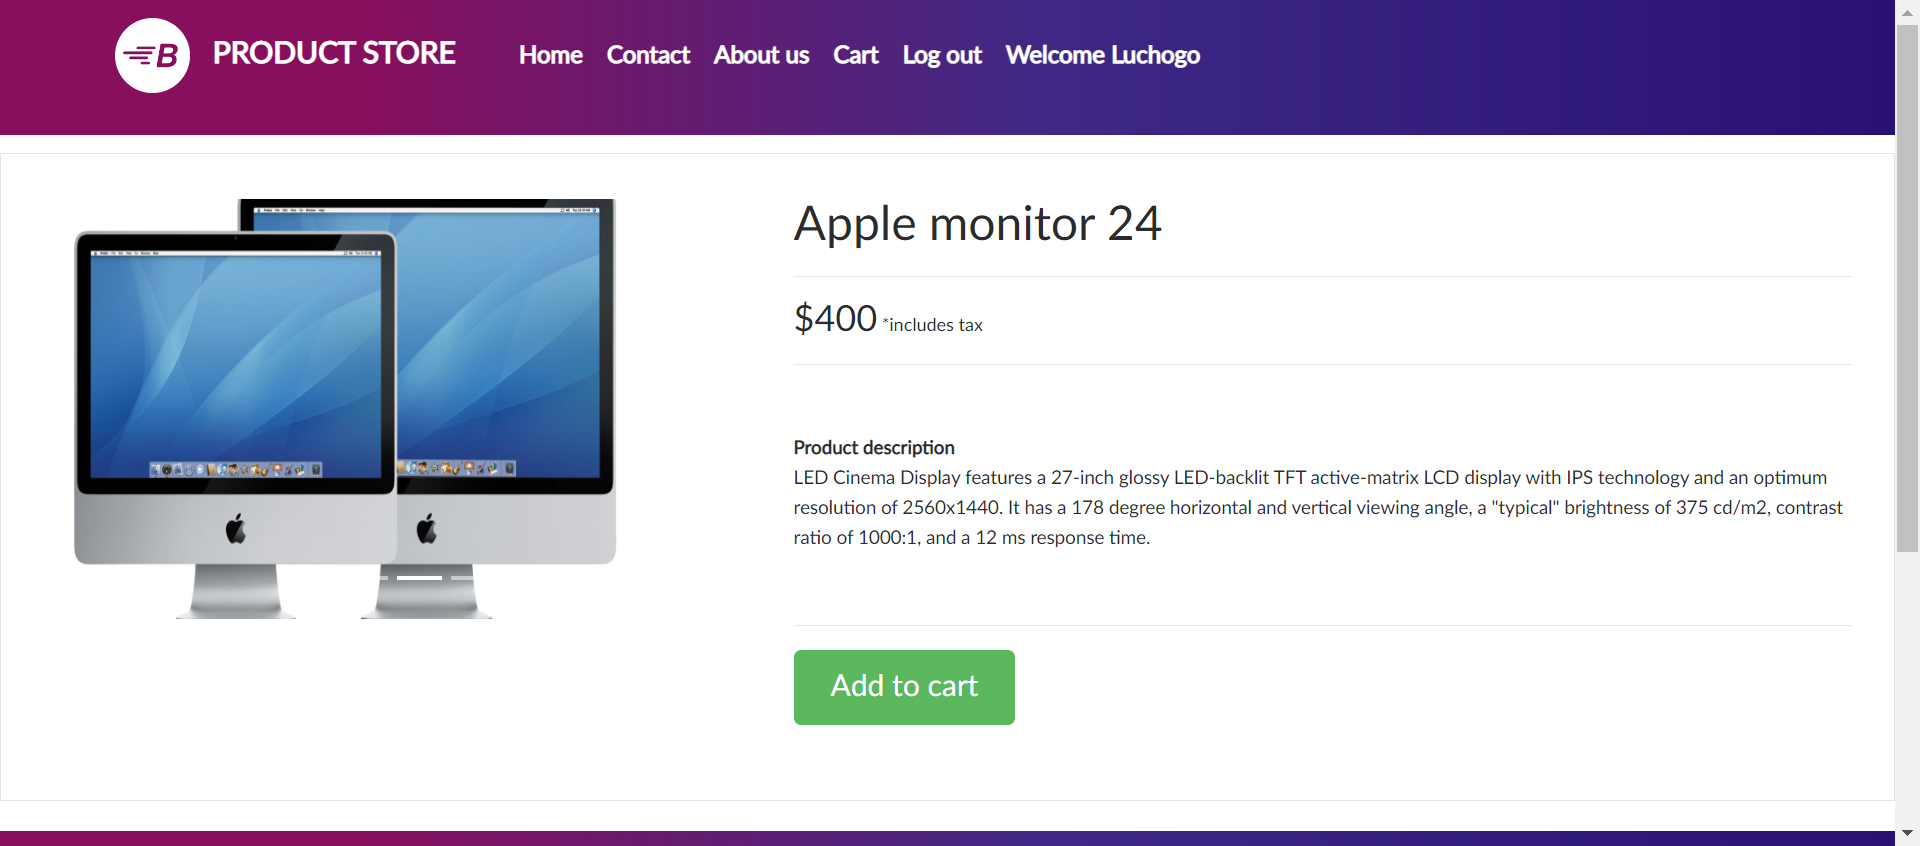 B PRODUCT STORE Home Contact About us Cart Log out Welcome Luchogo
Apple monitor 24
$400 *includes tax
Product description
LED Cinema Display features a 27-inch glossy LED-backlit TFT active-matrix LCD display with IPS technology and an optimum
resolution of 2560x1440. It has a 178 degree horizontal and vertical viewing angle, a "typical" brightness of 375 cd/m2, contrast
ratio of 1000:1, and a 12 ms response time.
Add to cart